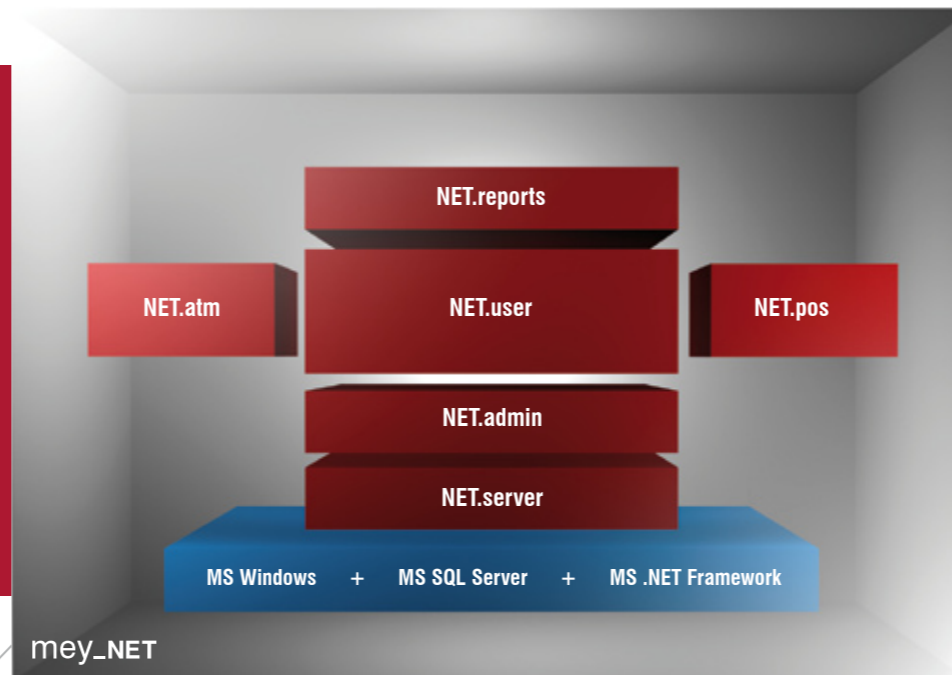 NET.reports
NET.atm
NET.user
NET.pos
NET.admin
NET.server
MS Windows + MS SQL Server + MS .NET Framework
mey_NET